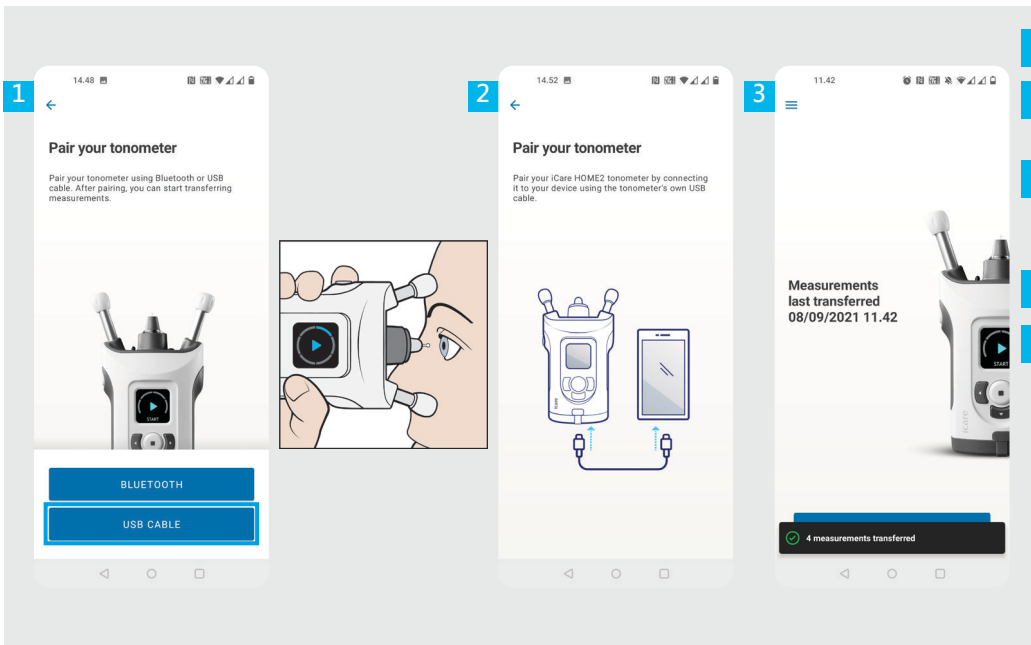 1
14.48
Pair your tonometer
Pair your tonometer using Bluetooth or USB
cable. After pairing, you can start transferring
measurements.
START
BLUETOOTH
USB CABLE
2
14.52
Pair your tonometer
Pair your iCare HOME2 tonometer by connecting
it to your device using the tonometer's own USB
cable.
icare
3
11.42
Measurements
last transferred
08/09/2021 11.42
START
icare
4 measurements transferred